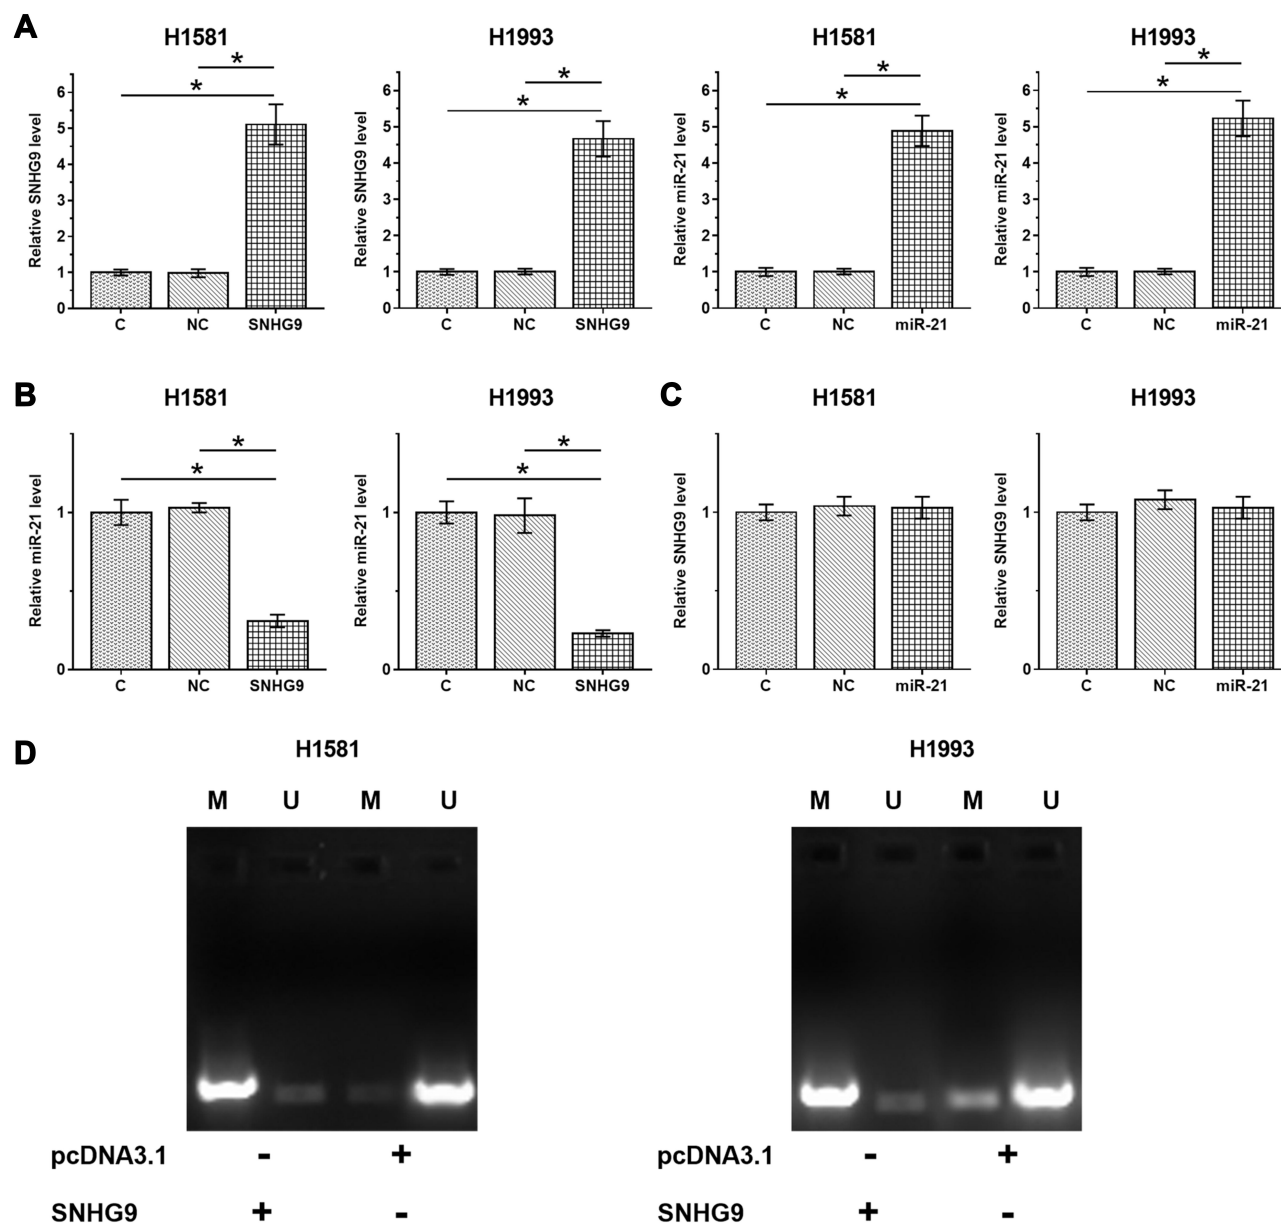 A
H1581
H1993
H1581
H1993
* * * *
* * * *
Relative SNHG9 level
6
5
4
3
2
1
0
C NC SNHG9
Relative SNHG9 level
6
5
4
3
2
1
0
C NC SNHG9
Relative miR-21 level
6
5
4
3
2
1
0
C NC miR-21
Relative miR-21 level
6
5
4
3
2
1
0
C NC miR-21
B
H1581
H1993
* *
* *
Relative miR-21 level
1
0
C NC SNHG9
Relative miR-21 level
1
0
C NC SNHG9
C
H1581
H1993
Relative SNHG9 level
1
0
C NC miR-21
Relative SNHG9 level
1
0
C NC miR-21
D
H1581
M U M U
pcDNA3.1 - +
SNHG9 + -
H1993
M U M U
pcDNA3.1 - +
SNHG9 + -